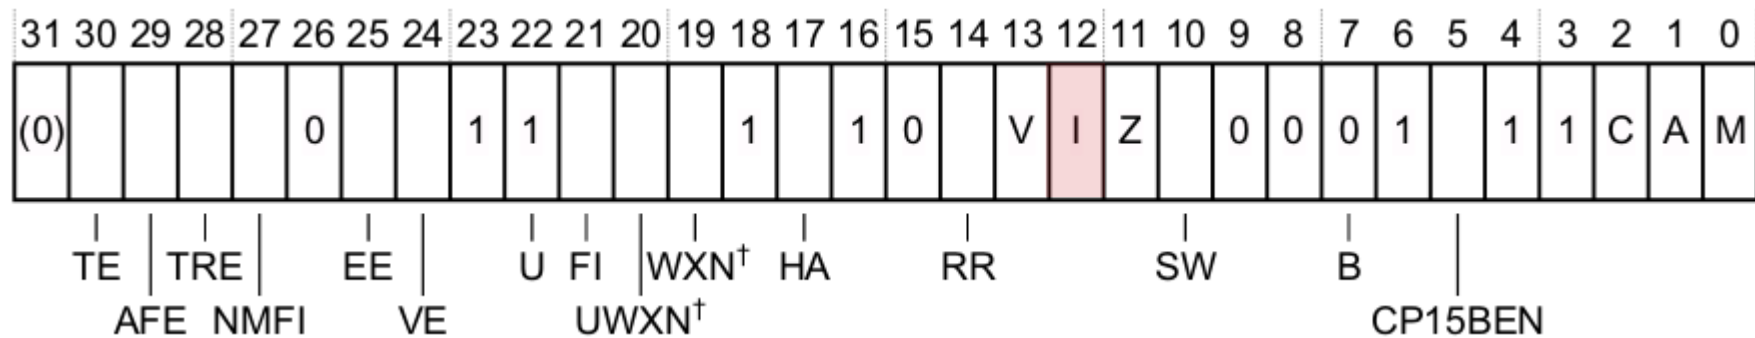 31 30 29 28 27 26 25 24 23 22 21 20 19 18 17 16 15 14 13 12 11 10 9 8 7 6 5 4 3 2 1 0
(0) 0 1 1 1 1 0 V I Z 0 0 0 1 1 1 C A M
TE TRE EE U FI WXN† HA RR SW B
AFE NMFI VE UWXN† CP15BEN